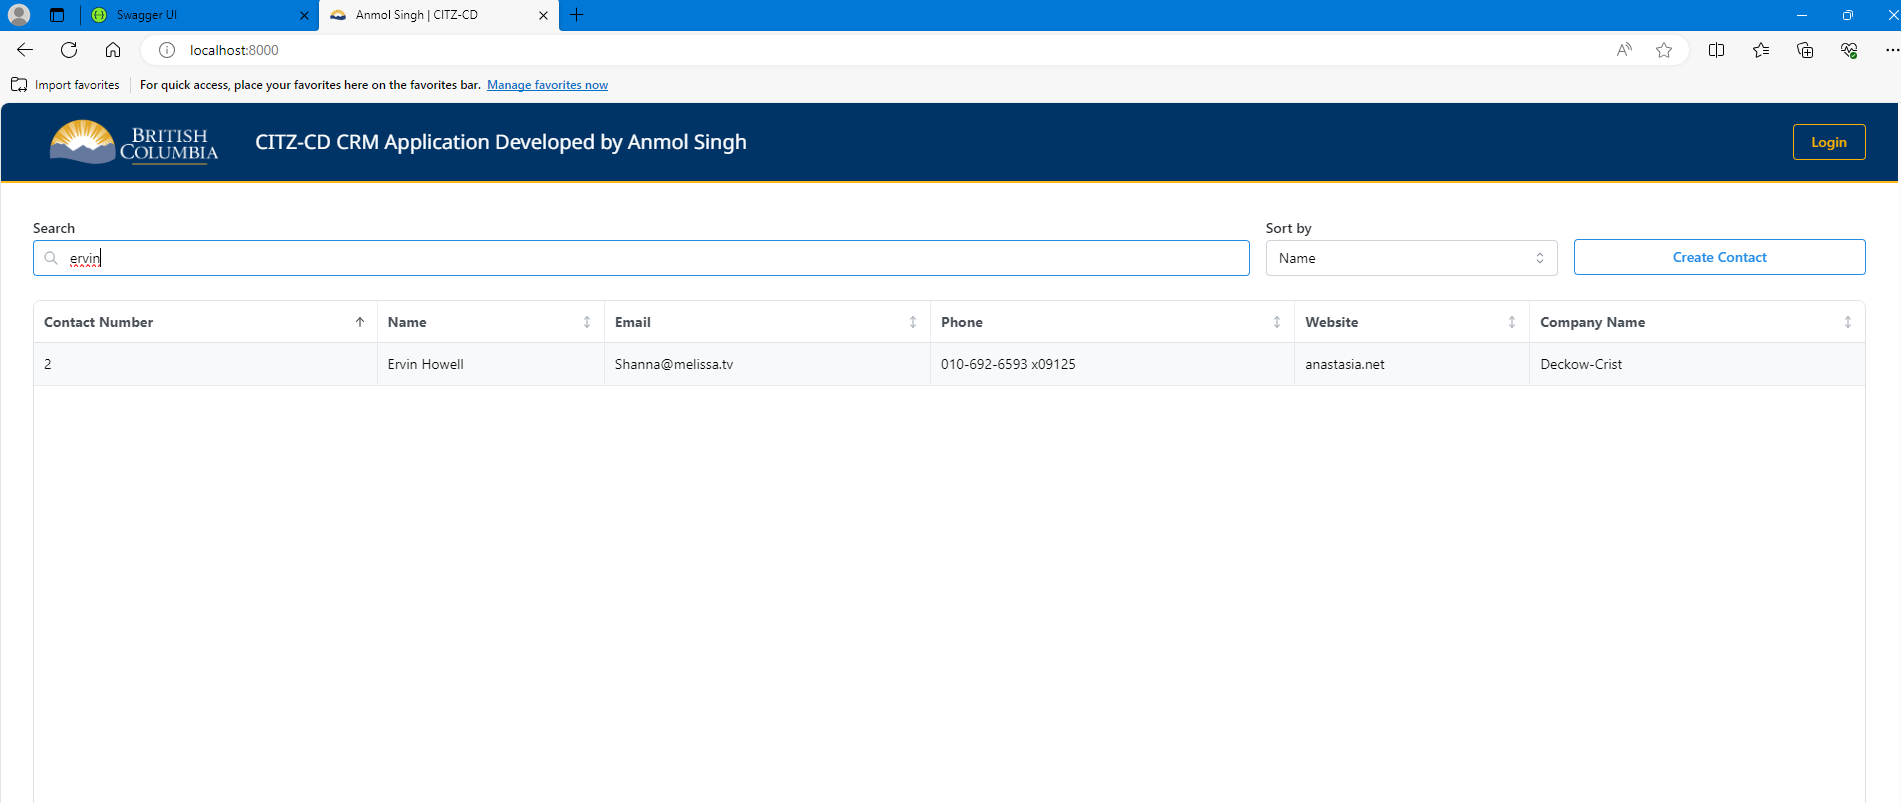 Swagger UI
Anmol Singh | CITZ-CD
localhost:8000
Import favorites
For quick access, place your favorites here on the favorites bar. Manage favorites now
BRITISH
COLUMBIA
CITZ-CD CRM Application Developed by Anmol Singh
Login
Search
Sort by
ervin
Name
Create Contact
Contact Number Name Email Phone Website Company Name
2 Ervin Howell Shanna@melissa.tv 010-692-6593 x09125 anastasia.net Deckow-Crist